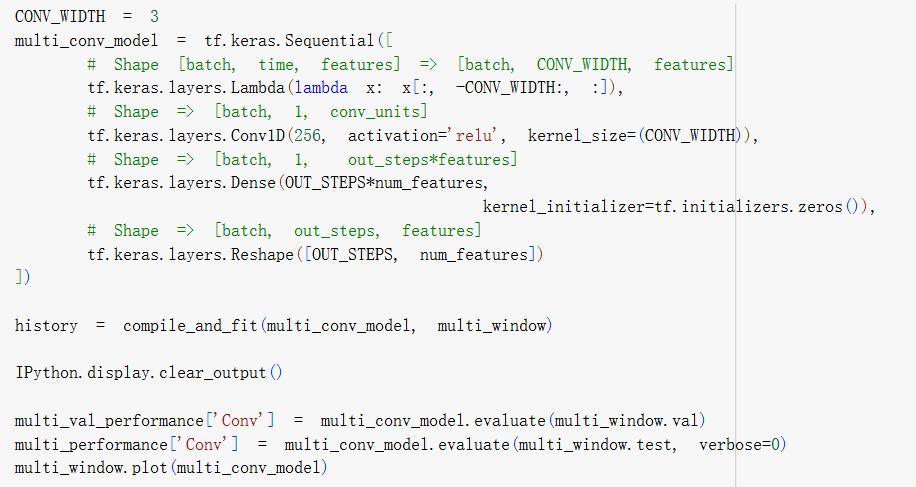 CONV_WIDTH = 3
multi_conv_model = tf.keras.Sequential([
# Shape [batch, time, features] => [batch, CONV_WIDTH, features]
tf.keras.layers.Lambda(lambda x: x[:, -CONV_WIDTH:, :]),
# Shape => [batch, 1, conv_units]
tf.keras.layers.Conv1D(256, activation='relu', kernel_size=(CONV_WIDTH)),
# Shape => [batch, 1, out_steps*features]
tf.keras.layers.Dense(OUT_STEPS*num_features,
kernel_initializer=tf.initializers.zeros()),
# Shape => [batch, out_steps, features]
tf.keras.layers.Reshape([OUT_STEPS, num_features])
])
history = compile_and_fit(multi_conv_model, multi_window)
IPython.display.clear_output()
multi_val_performance['Conv'] = multi_conv_model.evaluate(multi_window.val)
multi_performance['Conv'] = multi_conv_model.evaluate(multi_window.test, verbose=0)
multi_window.plot(multi_conv_model)